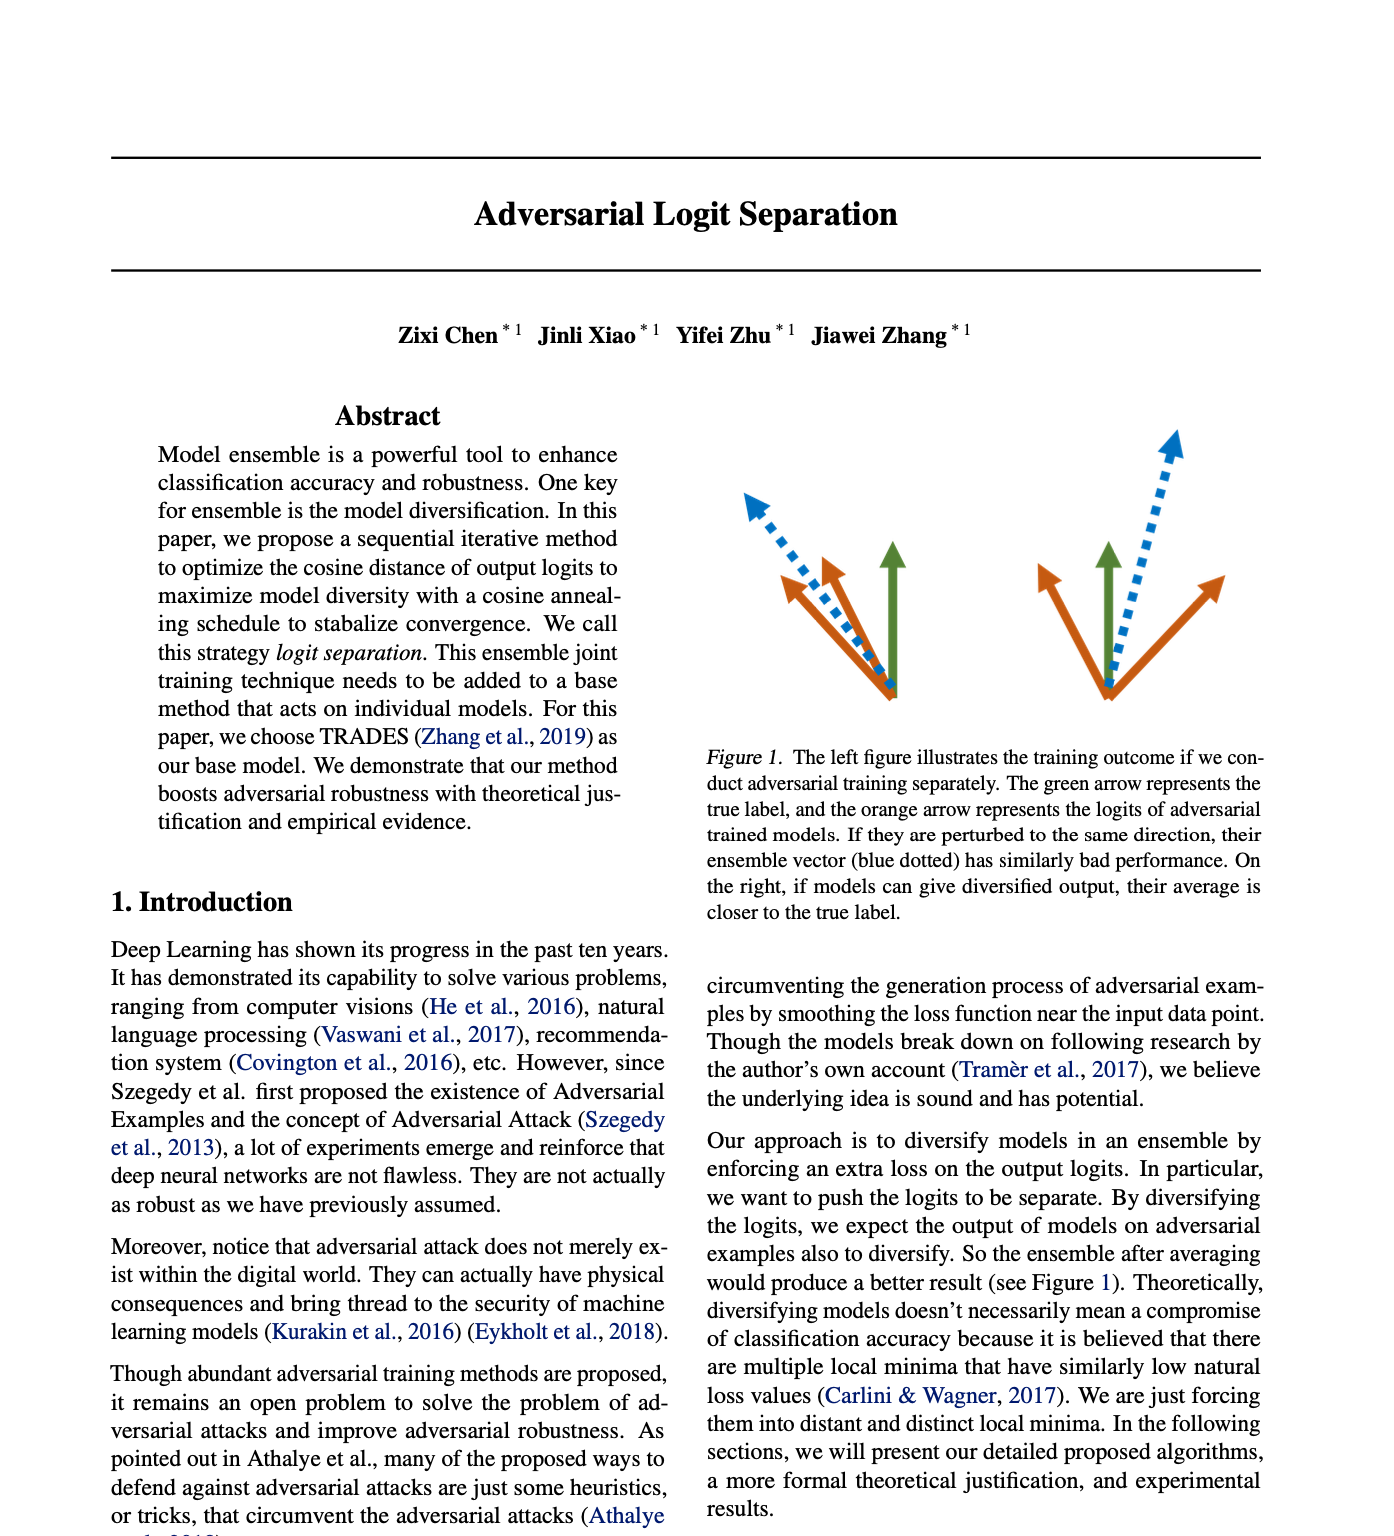 Adversarial Logit Separation
Zixi Chen * 1 Jinli Xiao * 1 Yifei Zhu * 1 Jiawei Zhang * 1
Abstract
Model ensemble is a powerful tool to enhance
classification accuracy and robustness. One key
for ensemble is the model diversification. In this
paper, we propose a sequential iterative method
to optimize the cosine distance of output logits to
maximize model diversity with a cosine anneal-
ing schedule to stabalize convergence. We call
this strategy logit separation. This ensemble joint
training technique needs to be added to a base
method that acts on individual models. For this
paper, we choose TRADES (Zhang et al., 2019) as
our base model. We demonstrate that our method
boosts adversarial robustness with theoretical jus-
tification and empirical evidence.
1. Introduction
Deep Learning has shown its progress in the past ten years.
It has demonstrated its capability to solve various problems,
ranging from computer visions (He et al., 2016), natural
language processing (Vaswani et al., 2017), recommenda-
tion system (Covington et al., 2016), etc. However, since
Szegedy et al. first proposed the existence of Adversarial
Examples and the concept of Adversarial Attack (Szegedy
et al., 2013), a lot of experiments emerge and reinforce that
deep neural networks are not flawless. They are not actually
as robust as we have previously assumed.
Moreover, notice that adversarial attack does not merely ex-
ist within the digital world. They can actually have physical
consequences and bring thread to the security of machine
learning models (Kurakin et al., 2016) (Eykholt et al., 2018).
Though abundant adversarial training methods are proposed,
it remains an open problem to solve the problem of ad-
versarial attacks and improve adversarial robustness. As
pointed out in Athalye et al., many of the proposed ways to
defend against adversarial attacks are just some heuristics,
or tricks, that circumvent the adversarial attacks (Athalye
Figure 1. The left figure illustrates the training outcome if we con-
duct adversarial training separately. The green arrow represents the
true label, and the orange arrow represents the logits of adversarial
trained models. If they are perturbed to the same direction, their
ensemble vector (blue dotted) has similarly bad performance. On
the right, if models can give diversified output, their average is
closer to the true label.
circumventing the generation process of adversarial exam-
ples by smoothing the loss function near the input data point.
Though the models break down on following research by
the author's own account (Tramèr et al., 2017), we believe
the underlying idea is sound and has potential.
Our approach is to diversify models in an ensemble by
enforcing an extra loss on the output logits. In particular,
we want to push the logits to be separate. By diversifying
the logits, we expect the output of models on adversarial
examples also to diversify. So the ensemble after averaging
would produce a better result (see Figure 1). Theoretically,
diversifying models doesn't necessarily mean a compromise
of classification accuracy because it is believed that there
are multiple local minima that have similarly low natural
loss values (Carlini & Wagner, 2017). We are just forcing
them into distant and distinct local minima. In the following
sections, we will present our detailed proposed algorithms,
a more formal theoretical justification, and experimental
results.